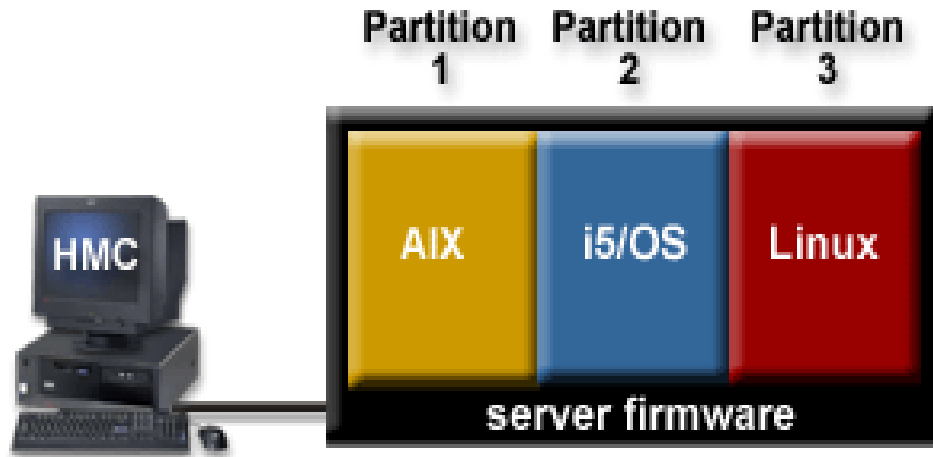 Partition 1
Partition 2
Partition 3
HMC
AIX
i5/OS
Linux
server firmware